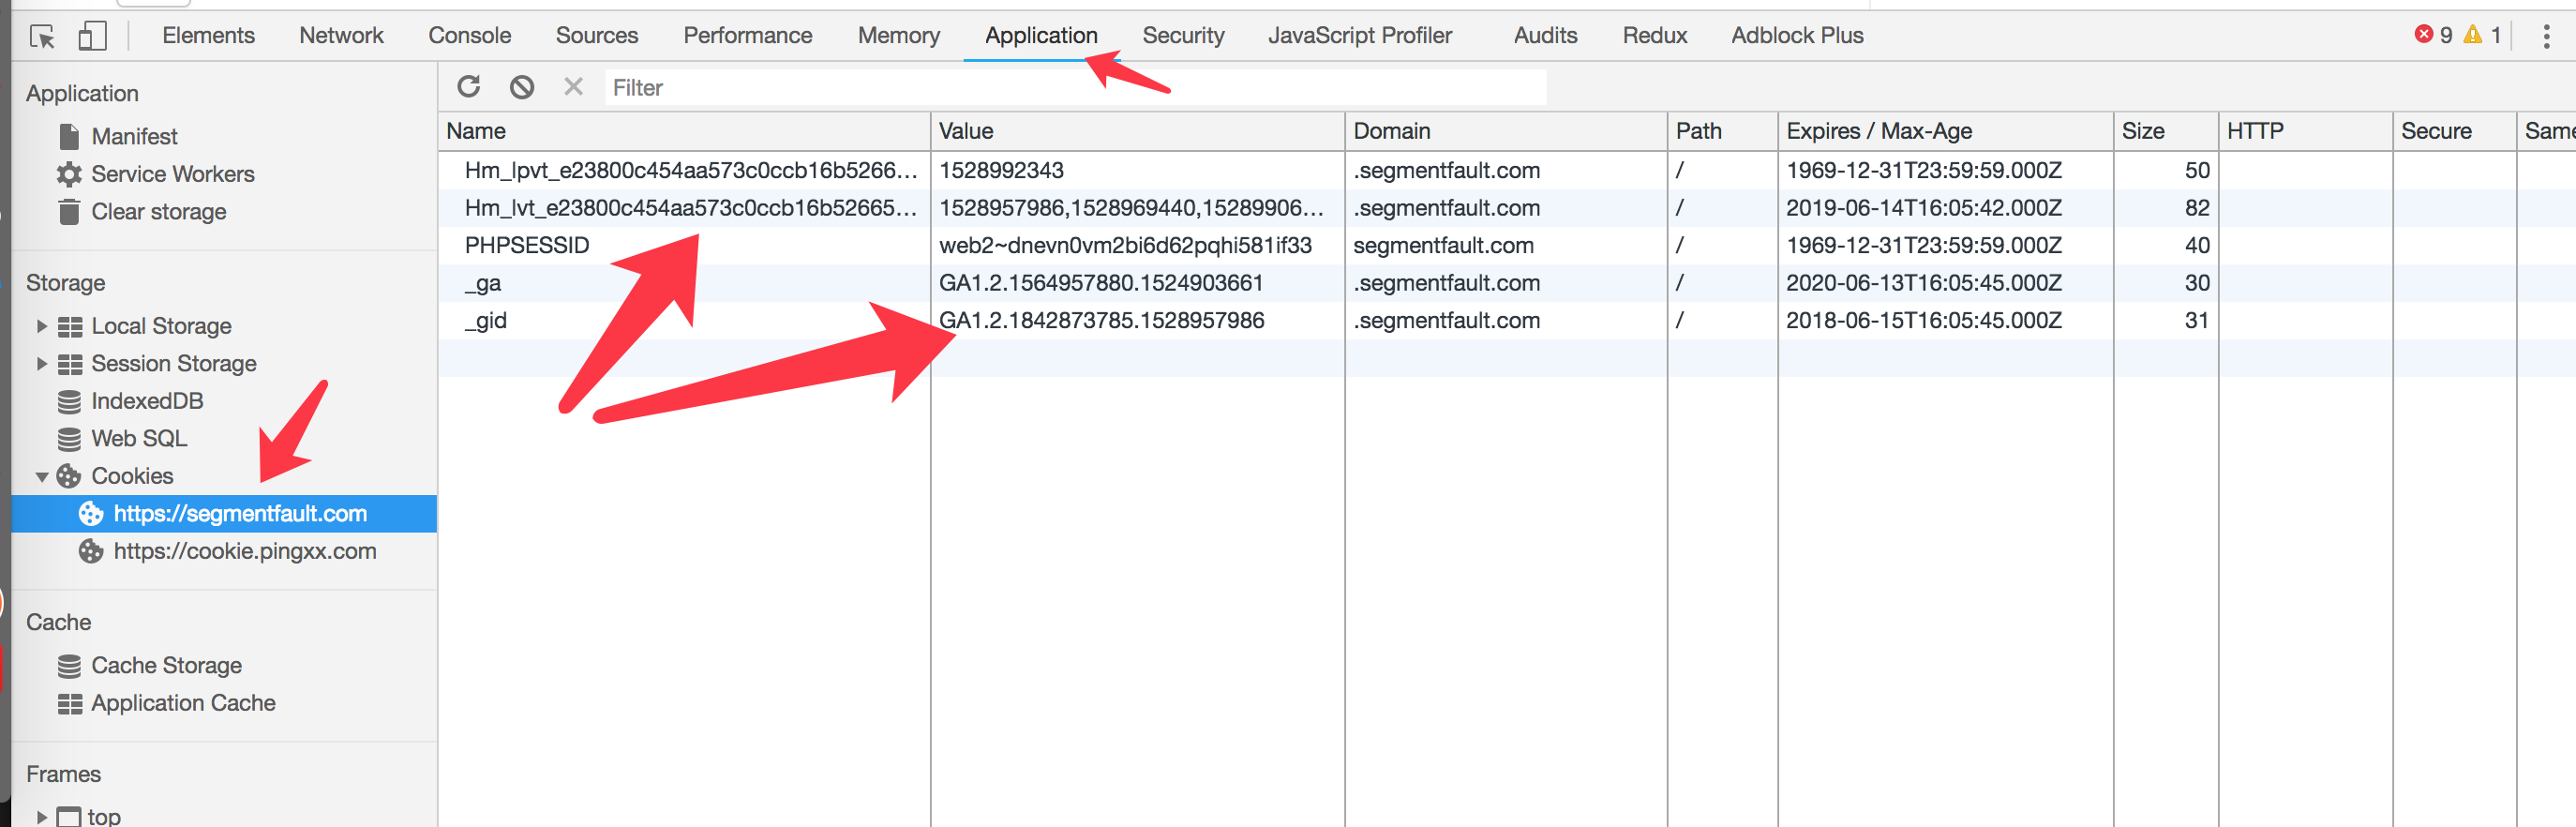 Elements Network Console Sources Performance Memory Application Security JavaScript Profiler Audits Redux Adblock Plus 9 1
Application
Manifest
Service Workers
Clear storage
Storage
Local Storage
Session Storage
IndexedDB
Web SQL
Cookies
https://segmentfault.com
https://cookie.pingxx.com
Cache
Cache Storage
Application Cache
Frames
top
Filter
Name Value Domain Path Expires / Max-Age Size HTTP Secure Same
Hm_lpvt_e23800c454aa573c0ccb16b5266... 1528992343 .segmentfault.com / 1969-12-31T23:59:59.000Z 50
Hm_lvt_e23800c454aa573c0ccb16b52665... 1528957986,1528969440,15289906... .segmentfault.com / 2019-06-14T16:05:42.000Z 82
PHPSESSID web2~dnevn0vm2bi6d62pqhi581if33 segmentfault.com / 1969-12-31T23:59:59.000Z 40
_ga GA1.2.1564957880.1524903661 .segmentfault.com / 2020-06-13T16:05:45.000Z 30
_gid GA1.2.1842873785.1528957986 .segmentfault.com / 2018-06-15T16:05:45.000Z 31